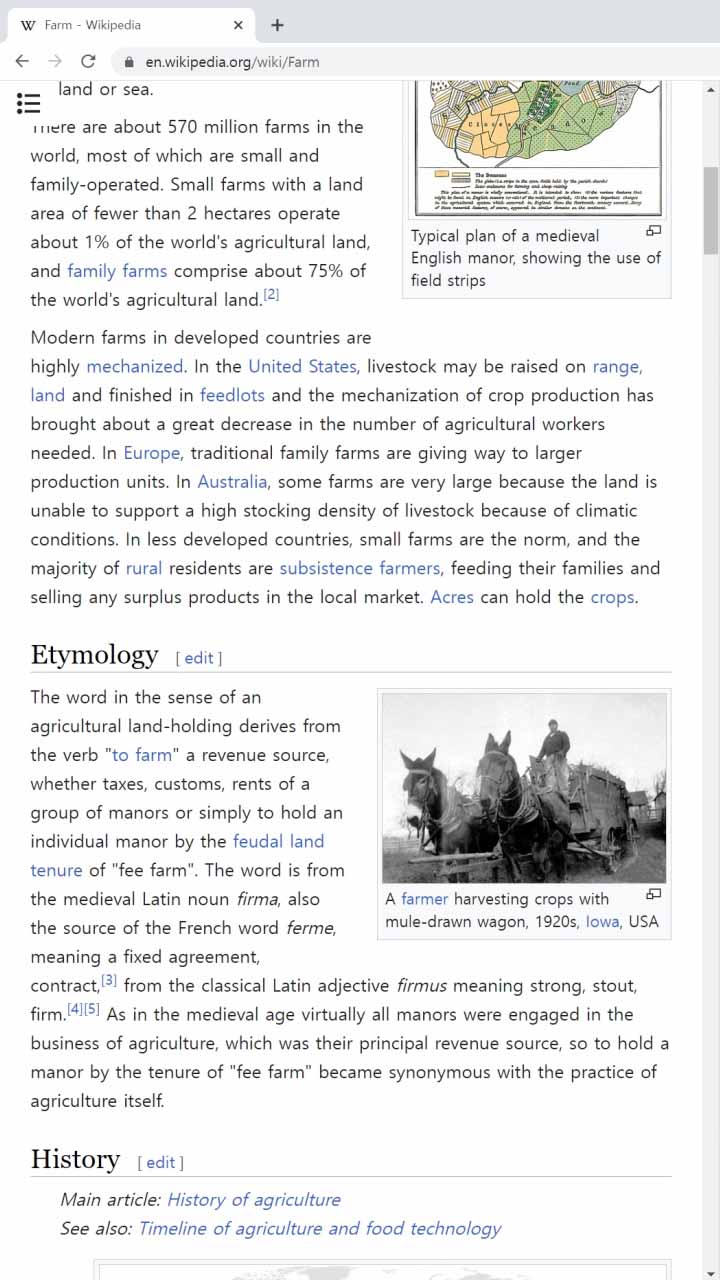 W Farm - Wikipedia × +
en.wikipedia.org/wiki/Farm
land or sea.
There are about 570 million farms in the
world, most of which are small and
family-operated. Small farms with a land
area of fewer than 2 hectares operate
about 1% of the world's agricultural land,
and family farms comprise about 75% of
the world's agricultural land.[2]
The Demesne
Typical plan of a medieval
English manor, showing the use of
field strips
Modern farms in developed countries are
highly mechanized. In the United States, livestock may be raised on range,
land and finished in feedlots and the mechanization of crop production has
brought about a great decrease in the number of agricultural workers
needed. In Europe, traditional family farms are giving way to larger
production units. In Australia, some farms are very large because the land is
unable to support a high stocking density of livestock because of climatic
conditions. In less developed countries, small farms are the norm, and the
majority of rural residents are subsistence farmers, feeding their families and
selling any surplus products in the local market. Acres can hold the crops.
Etymology [ edit ]
The word in the sense of an
agricultural land-holding derives from
the verb "to farm" a revenue source,
whether taxes, customs, rents of a
group of manors or simply to hold an
individual manor by the feudal land
tenure of "fee farm". The word is from
the medieval Latin noun firma, also
the source of the French word ferme,
meaning a fixed agreement,
contract,[3] from the classical Latin adjective firmus meaning strong, stout,
firm.[4][5] As in the medieval age virtually all manors were engaged in the
business of agriculture, which was their principal revenue source, so to hold a
manor by the tenure of "fee farm" became synonymous with the practice of
agriculture itself.
A farmer harvesting crops with
mule-drawn wagon, 1920s, Iowa, USA
History [ edit ]
Main article: History of agriculture
See also: Timeline of agriculture and food technology